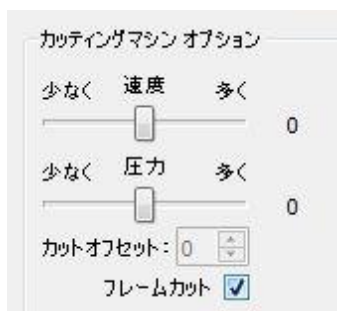 カッティングマシン オプション
少なく 速度 多く
0
少なく 圧力 多く
0
カットオフセット: 0
フレームカット